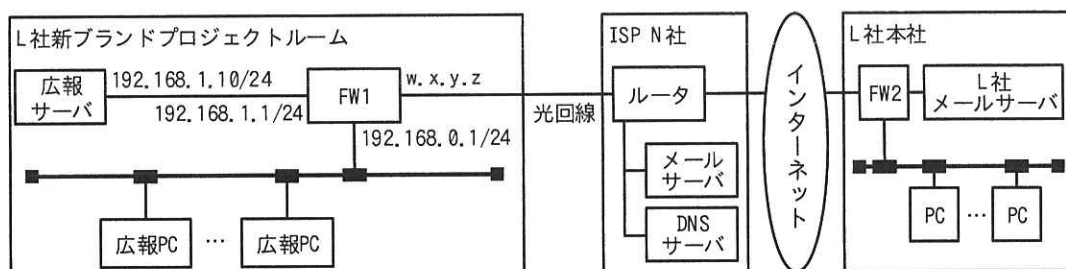 L社新ブランドプロジェクトルーム
広報
サーバ
192.168.1.10/24
192.168.1.1/24
FW1
w.x.y.z
192.168.0.1/24
広報PC
…
広報PC
光回線
ISP N社
ルータ
メール
サーバ
DNS
サーバ
インターネット
L社本社
FW2
L社
メールサーバ
PC
…
PC